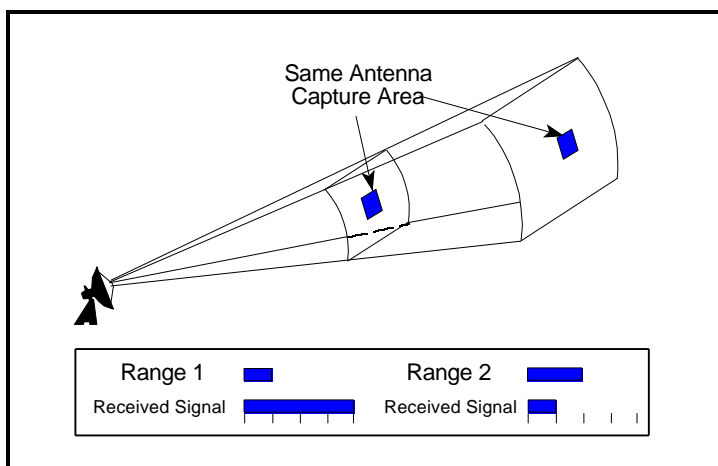 Same Antenna
Capture Area
Range 1
Range 2
Received Signal
Received Signal